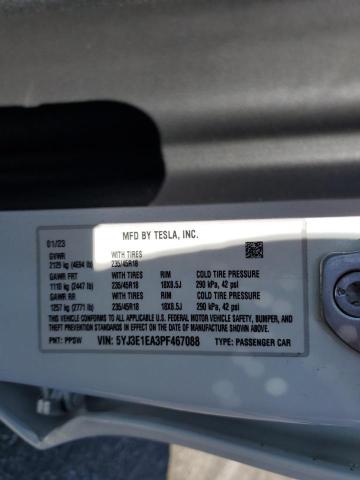 01/23
MFD BY TESLA, INC.
GVWR WITH TIRES
2129 kg (4694 lb) 235/45R18
GAWR FRT WITH TIRES RIM COLD TIRE PRESSURE
1110 kg (2447 lb) 235/45R18 18X8.5J 290 kPa, 42 psi
GAWR RR WITH TIRES RIM COLD TIRE PRESSURE
1257 kg (2771 lb) 235/45R18 18X8.5J 290 kPa, 42 psi
THIS VEHICLE CONFORMS TO ALL APPLICABLE FEDERAL MOTOR VEHICLE SAFETY, BUMPER, AND
THEFT PREVENTION STANDARDS IN EFFECT ON THE DATE OF MANUFACTURE SHOWN ABOVE.
PNT: PPSW VIN: 5YJ3E1EA3PF467088 TYPE: PASSENGER CAR